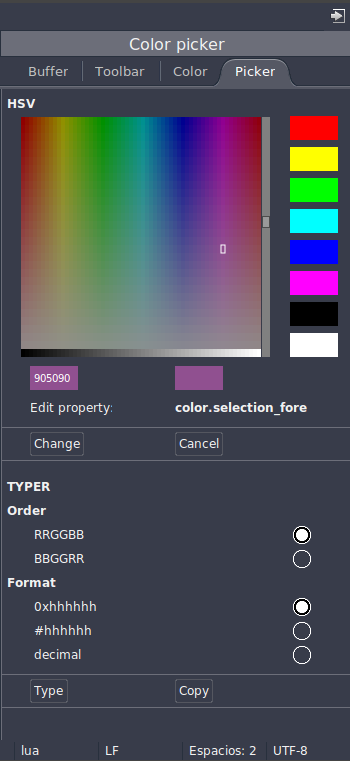 Color picker
Buffer Toolbar Color Picker
HSV
905090
Edit property: color.selection_fore
Change Cancel
TYPER
Order
RRGGBB
BBGGRR
Format
0xhhhhhh
#hhhhhh
decimal
Type Copy
lua LF Espacios: 2 UTF-8